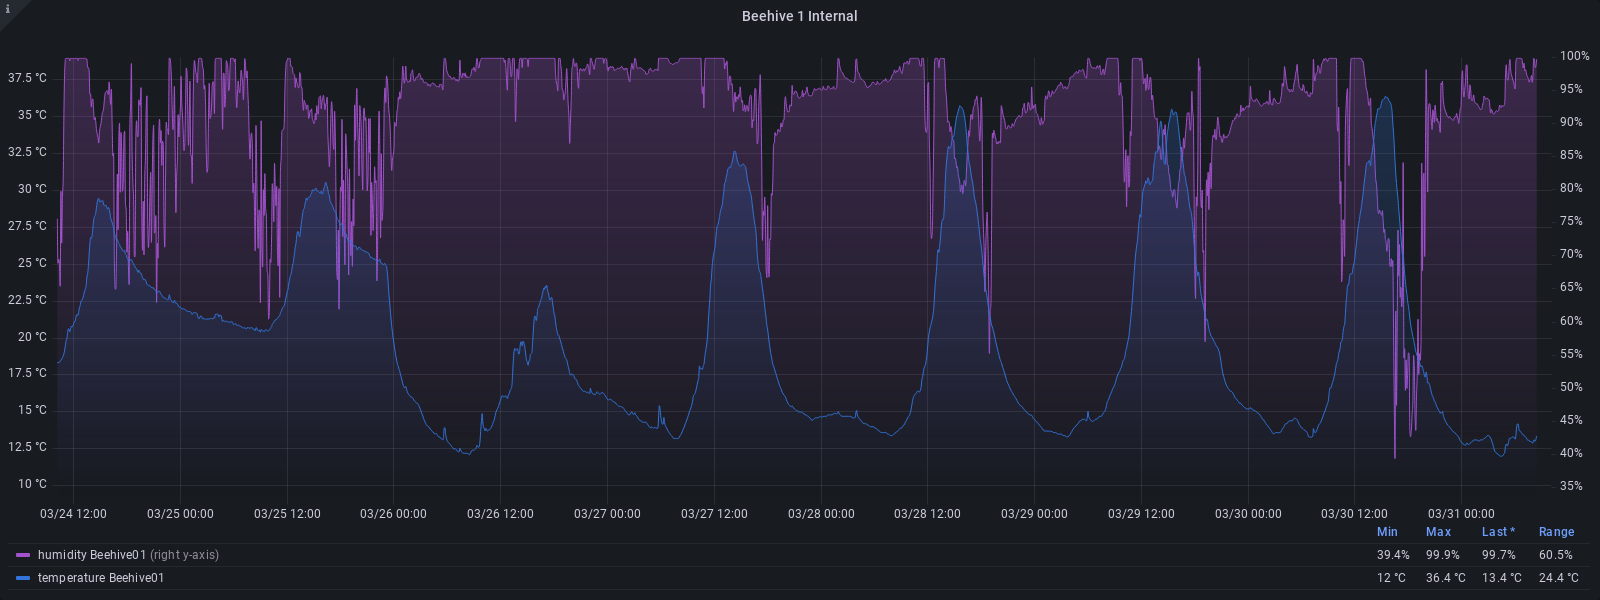 i
Beehive 1 Internal
37.5 °C
35 °C
32.5 °C
30 °C
27.5 °C
25 °C
22.5 °C
20 °C
17.5 °C
15 °C
12.5 °C
10 °C
100%
95%
90%
85%
80%
75%
70%
65%
60%
55%
50%
45%
40%
35%
03/24 12:00 03/25 00:00 03/25 12:00 03/26 00:00 03/26 12:00 03/27 00:00 03/27 12:00 03/28 00:00 03/28 12:00 03/29 00:00 03/29 12:00 03/30 00:00 03/30 12:00 03/31 00:00
Min Max Last * Range
humidity Beehive01 (right y-axis) 39.4% 99.9% 99.7% 60.5%
temperature Beehive01 12 °C 36.4 °C 13.4 °C 24.4 °C